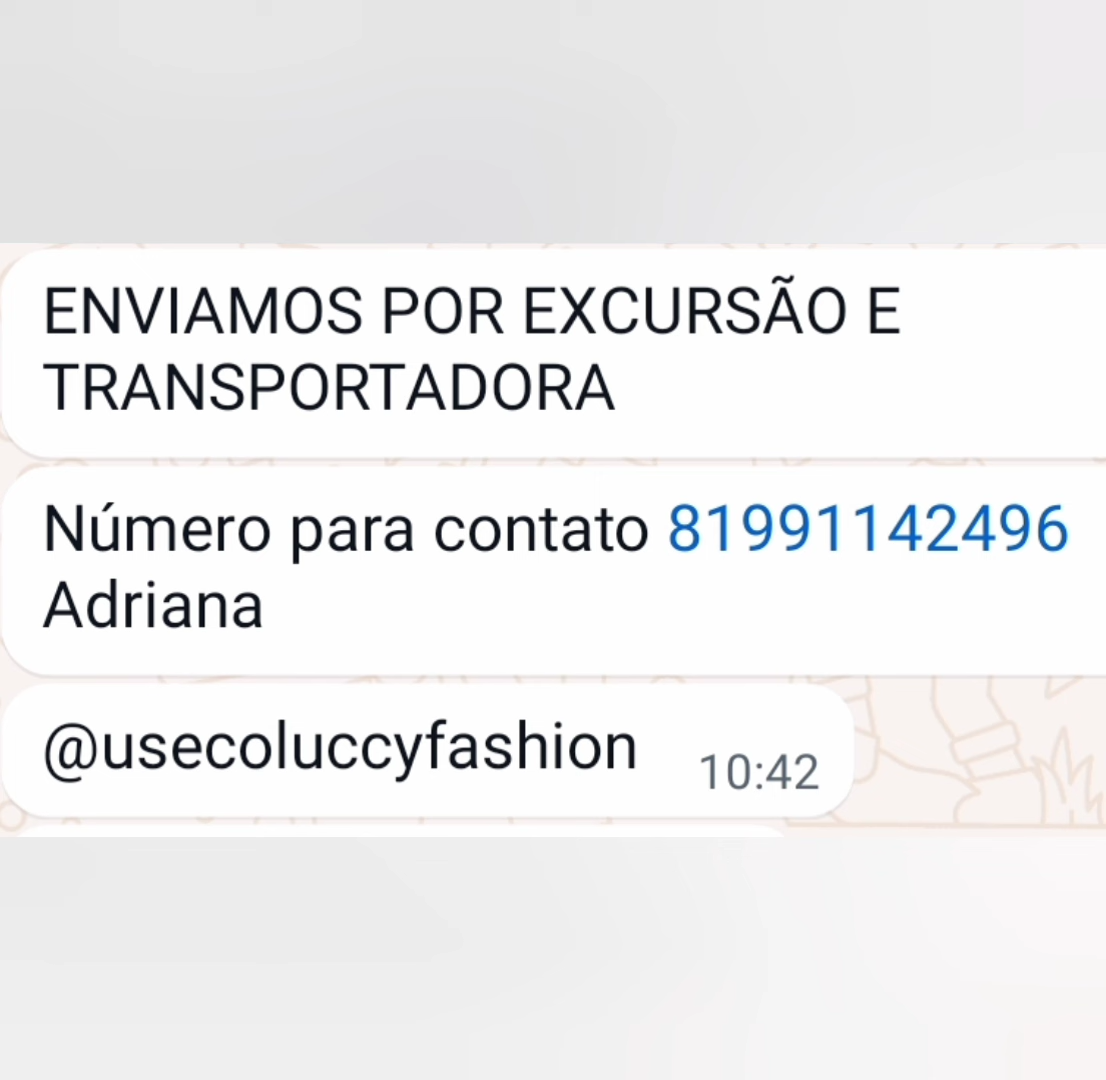 ENVIAMOS POR EXCURSÃO E
TRANSPORTADORA
Número para contato 81991142496
Adriana
@usecoluccyfashion 10:42